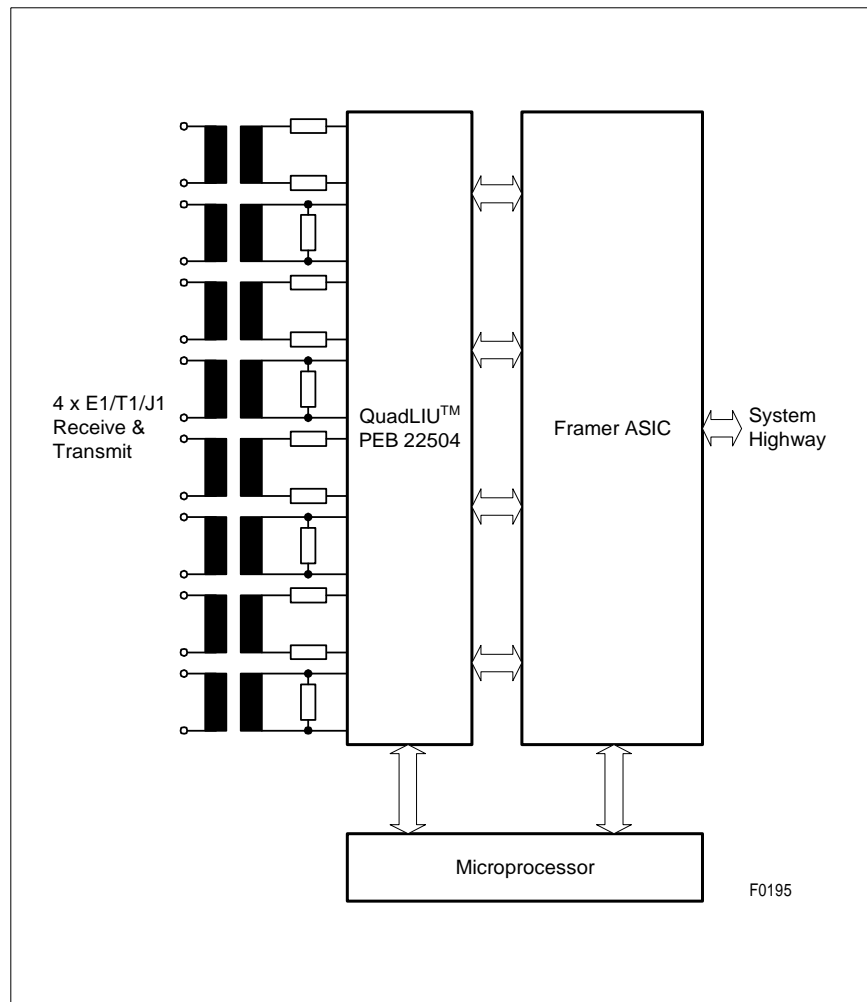 4 x E1/T1/J1
Receive &
Transmit
QuadLIU™
PEB 22504
Framer ASIC
System
Highway
Microprocessor
F0195